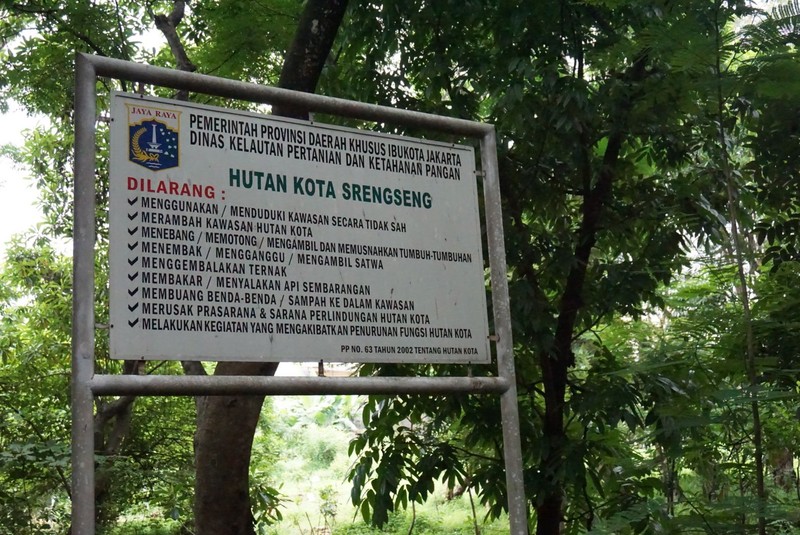 JAYA RAYA
PEMERINTAH PROVINSI DAERAH KHUSUS IBUKOTA JAKARTA
DINAS KELAUTAN PERTANIAN DAN KETAHANAN PANGAN
HUTAN KOTA SRENGSENG
DILARANG :
✔ MENGGUNAKAN / MENDUDUKI KAWASAN SECARA TIDAK SAH
✔ MERAMBAH KAWASAN HUTAN KOTA
✔ MENEBANG / MEMOTONG / MENGAMBIL DAN MEMUSNAHKAN TUMBUH-TUMBUHAN
✔ MENEMBAK / MENGGANGGU / MENGAMBIL SATWA
✔ MENGGEMBALAKAN TERNAK
✔ MEMBAKAR / MENYALAKAN API SEMBARANGAN
✔ MEMBUANG BENDA-BENDA / SAMPAH KE DALAM KAWASAN
✔ MERUSAK PRASARANA & SARANA PERLINDUNGAN HUTAN KOTA
✔ MELAKUKAN KEGIATAN YANG MENGAKIBATKAN PENURUNAN FUNGSI HUTAN KOTA
PP NO. 63 TAHUN 2002 TENTANG HUTAN KOTA